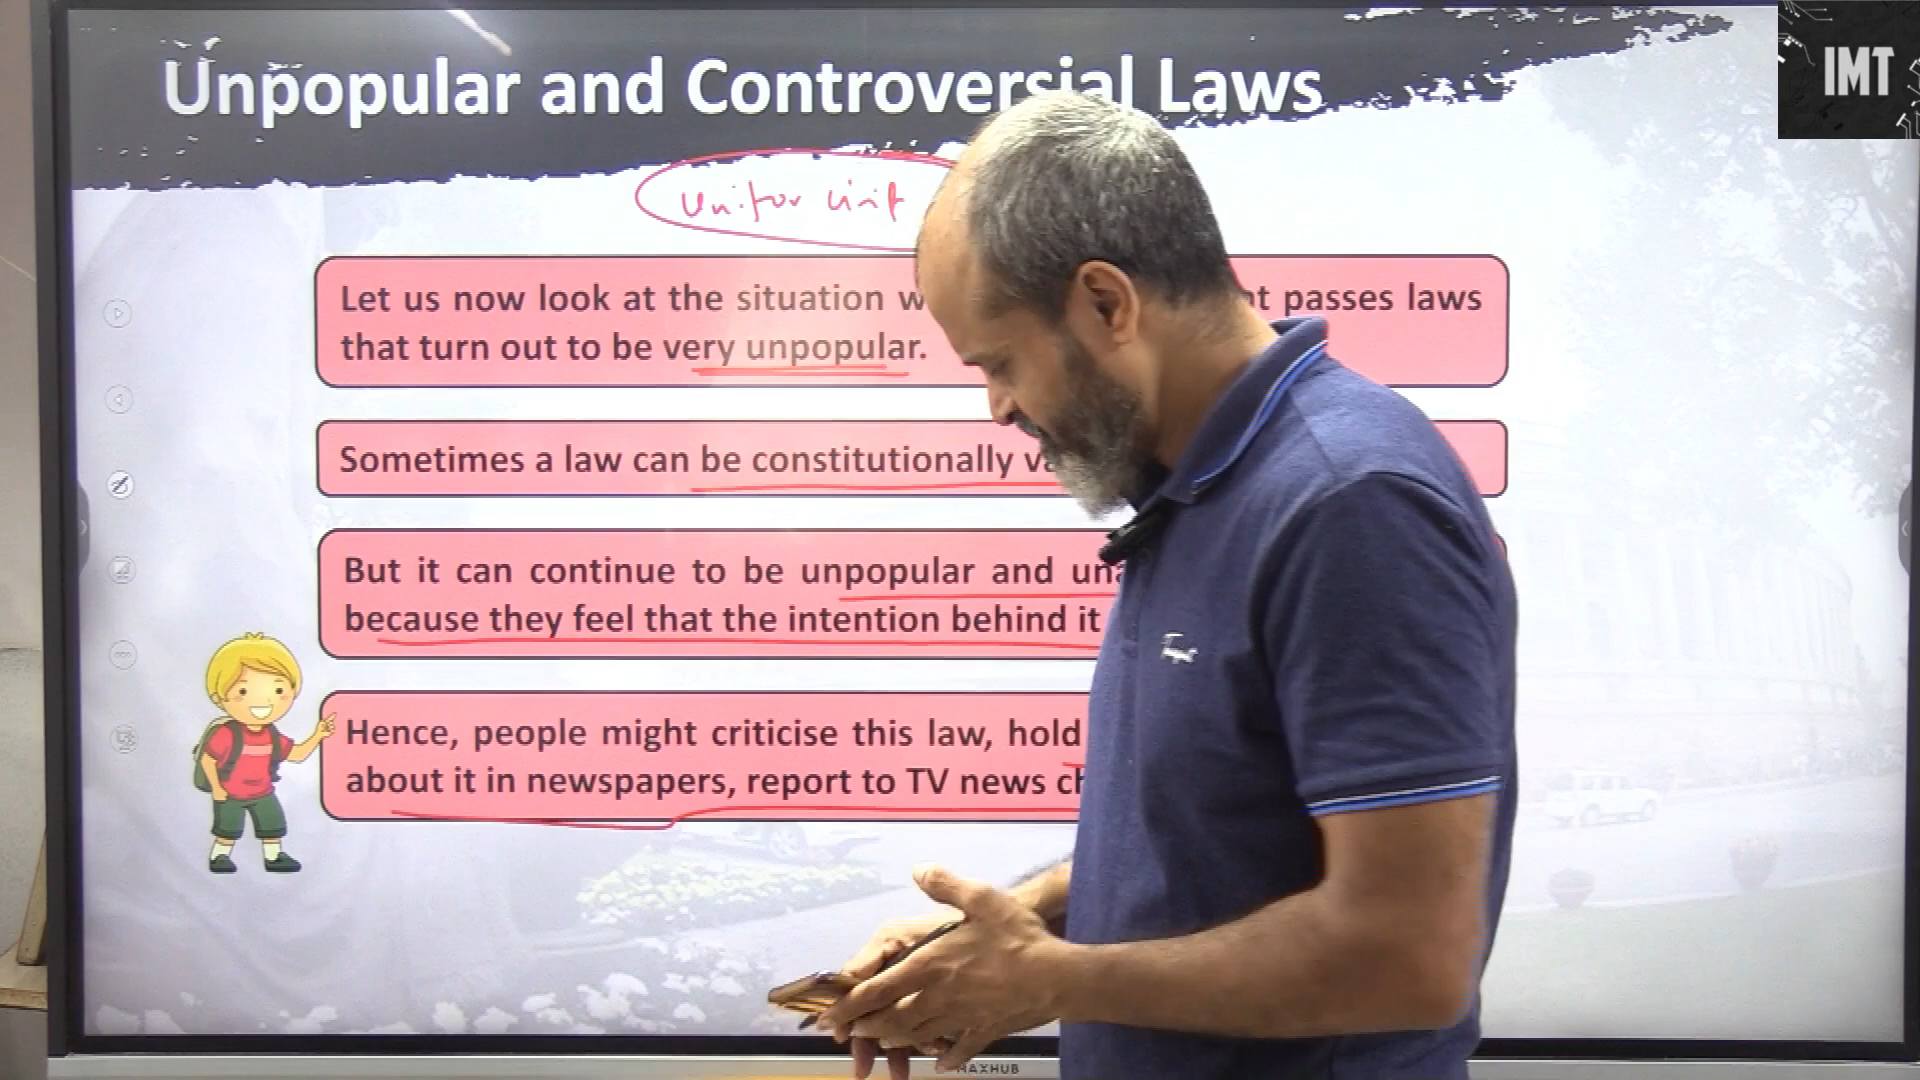 Unpopular and Controversial Laws
IMT
Let us now look at the situation w nt passes laws
that turn out to be very unpopular.
Sometimes a law can be constitutionally va
But it can continue to be unpopular and una
because they feel that the intention behind it
Hence, people might criticise this law, hold
about it in newspapers, report to TV news ch
MAXHUB